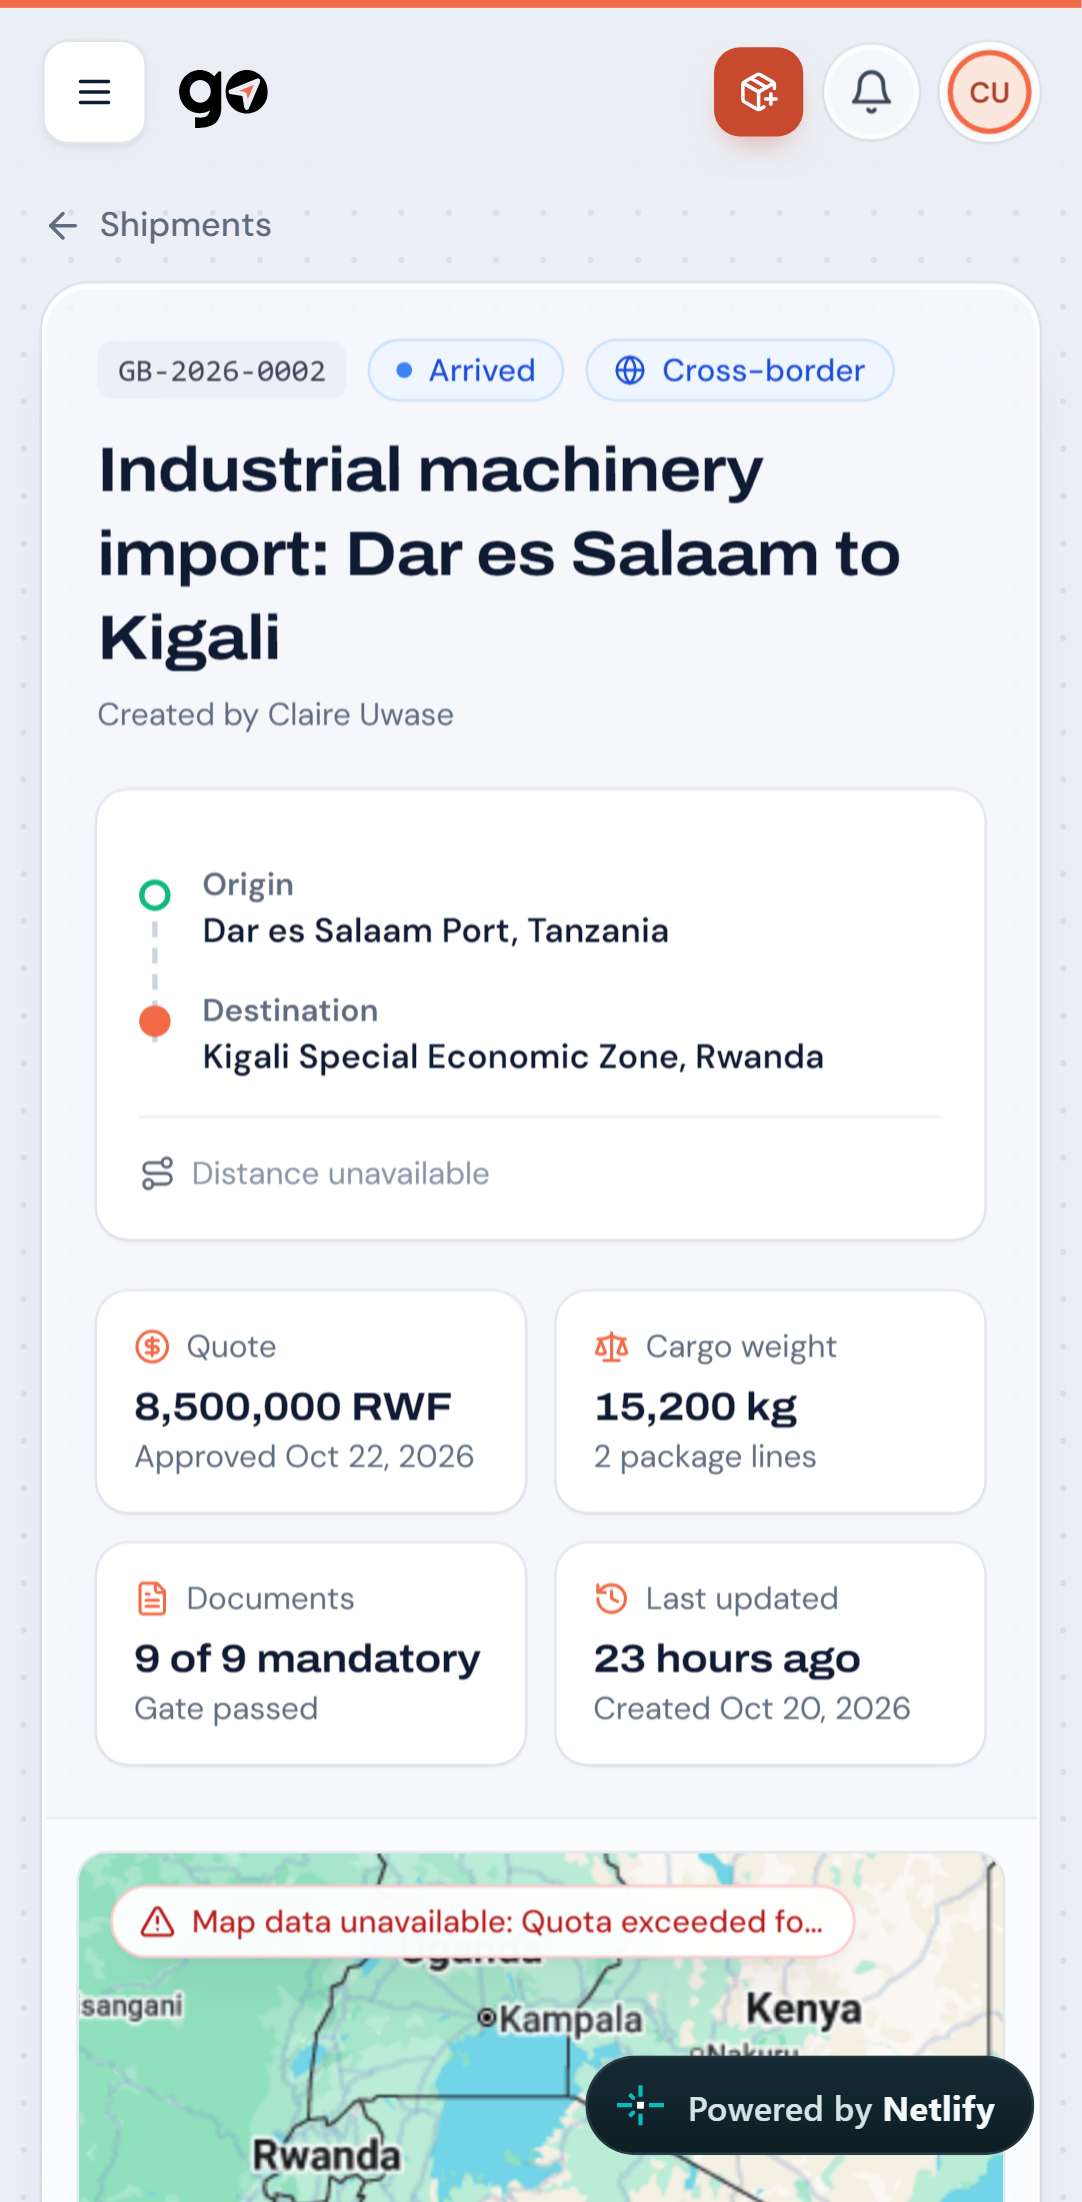 go
CU
Shipments
GB-2026-0002
Arrived
Cross-border
Industrial machinery
import: Dar es Salaam to
Kigali
Created by Claire Uwase
Origin
Dar es Salaam Port, Tanzania
Destination
Kigali Special Economic Zone, Rwanda
Distance unavailable
Quote
8,500,000 RWF
Approved Oct 22, 2026
Cargo weight
15,200 kg
2 package lines
Documents
9 of 9 mandatory
Gate passed
Last updated
23 hours ago
Created Oct 20, 2026
Map data unavailable: Quota exceeded fo...
Uganda
sangani
Kampala
Kenya
Nakuru
Powered by Netlify
Rwanda